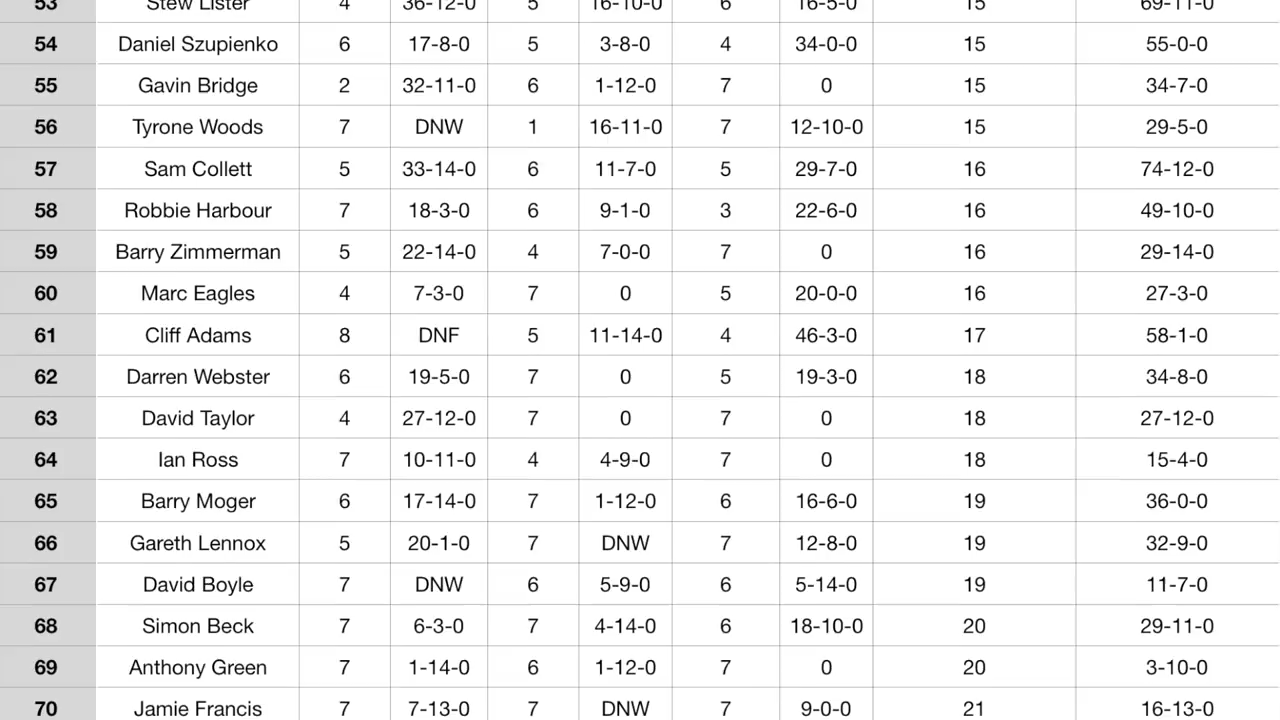 53 Stew Lister 4 36-12-0 5 16-10-0 6 16-5-0 15 69-11-0
54 Daniel Szupienko 6 17-8-0 5 3-8-0 4 34-0-0 15 55-0-0
55 Gavin Bridge 2 32-11-0 6 1-12-0 7 0 15 34-7-0
56 Tyrone Woods 7 DNW 1 16-11-0 7 12-10-0 15 29-5-0
57 Sam Collett 5 33-14-0 6 11-7-0 5 29-7-0 16 74-12-0
58 Robbie Harbour 7 18-3-0 6 9-1-0 3 22-6-0 16 49-10-0
59 Barry Zimmerman 5 22-14-0 4 7-0-0 7 0 16 29-14-0
60 Marc Eagles 4 7-3-0 7 0 5 20-0-0 16 27-3-0
61 Cliff Adams 8 DNF 5 11-14-0 4 46-3-0 17 58-1-0
62 Darren Webster 6 19-5-0 7 0 5 19-3-0 18 34-8-0
63 David Taylor 4 27-12-0 7 0 7 0 18 27-12-0
64 Ian Ross 7 10-11-0 4 4-9-0 7 0 18 15-4-0
65 Barry Moger 6 17-14-0 7 1-12-0 6 16-6-0 19 36-0-0
66 Gareth Lennox 5 20-1-0 7 DNW 7 12-8-0 19 32-9-0
67 David Boyle 7 DNW 6 5-9-0 6 5-14-0 19 11-7-0
68 Simon Beck 7 6-3-0 7 4-14-0 6 18-10-0 20 29-11-0
69 Anthony Green 7 1-14-0 6 1-12-0 7 0 20 3-10-0
70 Jamie Francis 7 7-13-0 7 DNW 7 9-0-0 21 16-13-0